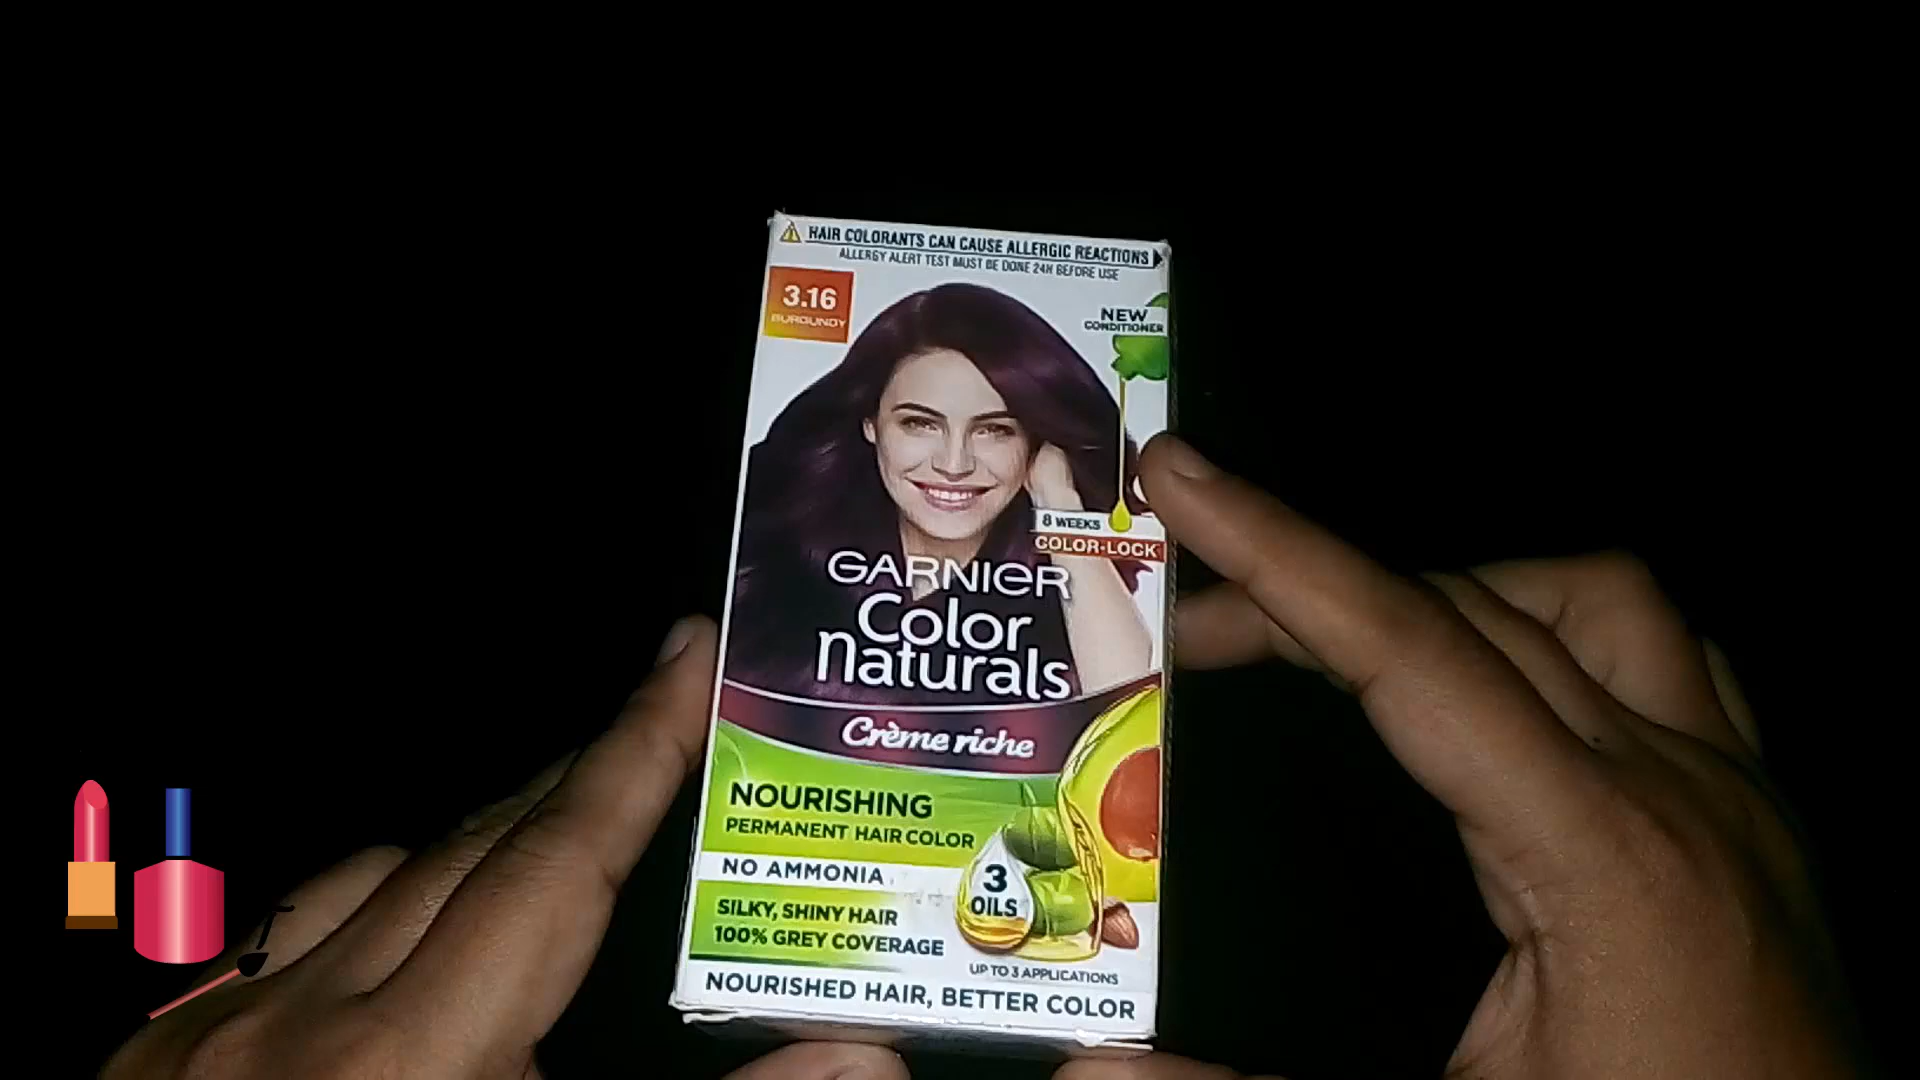 HAIR COLORANTS CAN CAUSE ALLERGIC REACTIONS
ALLERGY ALERT TEST MUST BE DONE 24H BEFORE USE
3.16
BURGUNDY
NEW
CONDITIONER
8 WEEKS
COLOR-LOCK
GARNIER
Color
naturals
Crème riche
NOURISHING
PERMANENT HAIR COLOR
NO AMMONIA
3
OILS
SILKY, SHINY HAIR
100% GREY COVERAGE
UP TO 3 APPLICATIONS
NOURISHED HAIR, BETTER COLOR
T